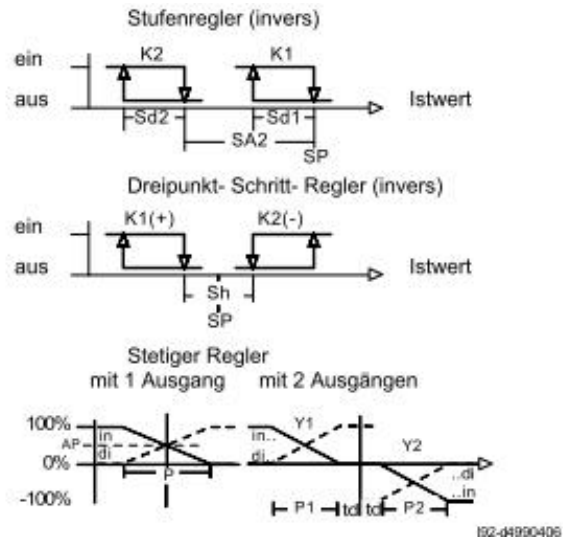 Stufenregler (invers)
ein K2 K1
aus Istwert
Sd2 Sd1
SA2
SP
Dreipunkt- Schritt- Regler (invers)
K1(+) K2(-)
ein
aus Istwert
Sh
SP
Stetiger Regler
mit 1 Ausgang mit 2 Ausgängen
100% in in.. Y1
AP
0% di di.. Y2 ..di
P
-100% ..in
P1 td td P2
l92-d4990406